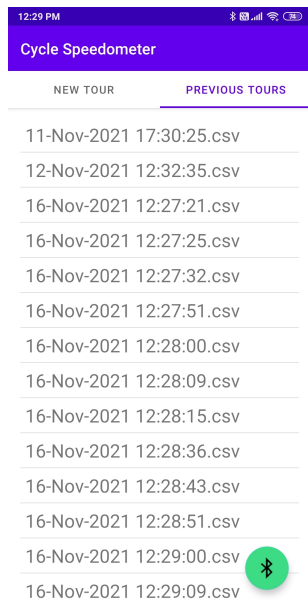 12:29 PM
74
Cycle Speedometer
NEW TOUR PREVIOUS TOURS
11-Nov-2021 17:30:25.csv
12-Nov-2021 12:32:35.csv
16-Nov-2021 12:27:21.csv
16-Nov-2021 12:27:25.csv
16-Nov-2021 12:27:32.csv
16-Nov-2021 12:27:51.csv
16-Nov-2021 12:28:00.csv
16-Nov-2021 12:28:09.csv
16-Nov-2021 12:28:15.csv
16-Nov-2021 12:28:36.csv
16-Nov-2021 12:28:43.csv
16-Nov-2021 12:28:51.csv
16-Nov-2021 12:29:00.csv
16-Nov-2021 12:29:09.csv